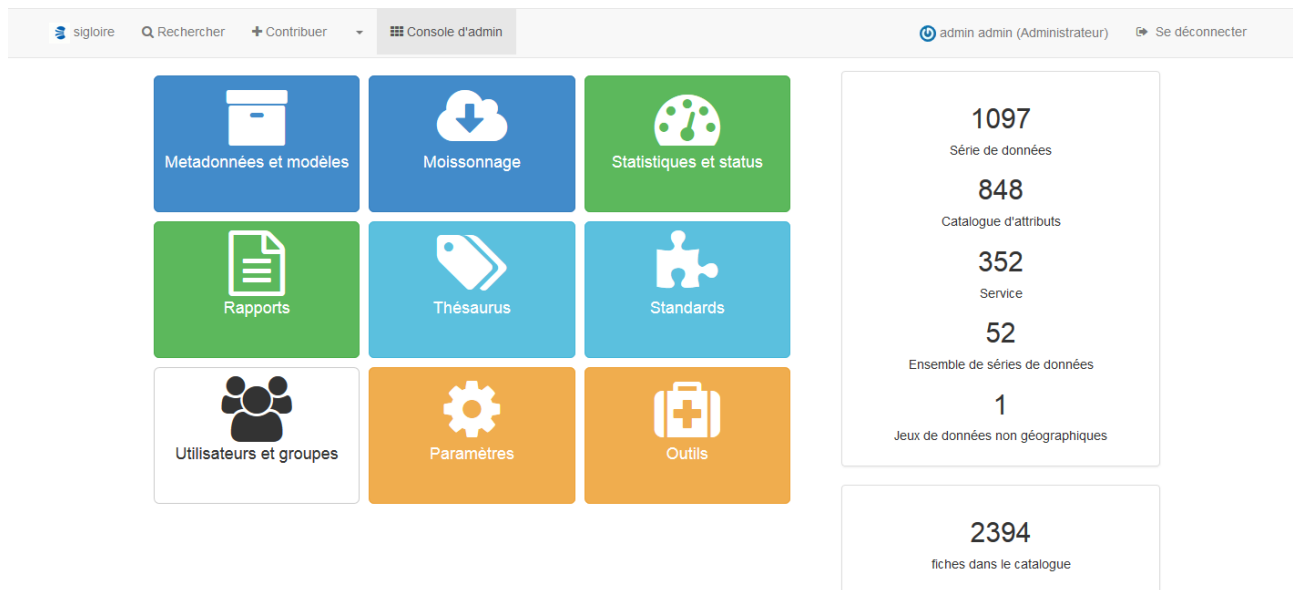 sigloire
Rechercher
Contribuer
Console d'admin
admin admin (Administrateur)
Se déconnecter
Metadonnées et modèles
Moissonnage
Statistiques et status
Rapports
Thésaurus
Standards
Utilisateurs et groupes
Paramètres
Outils
1097
Série de données
848
Catalogue d'attributs
352
Service
52
Ensemble de séries de données
1
Jeux de données non géographiques
2394
fiches dans le catalogue